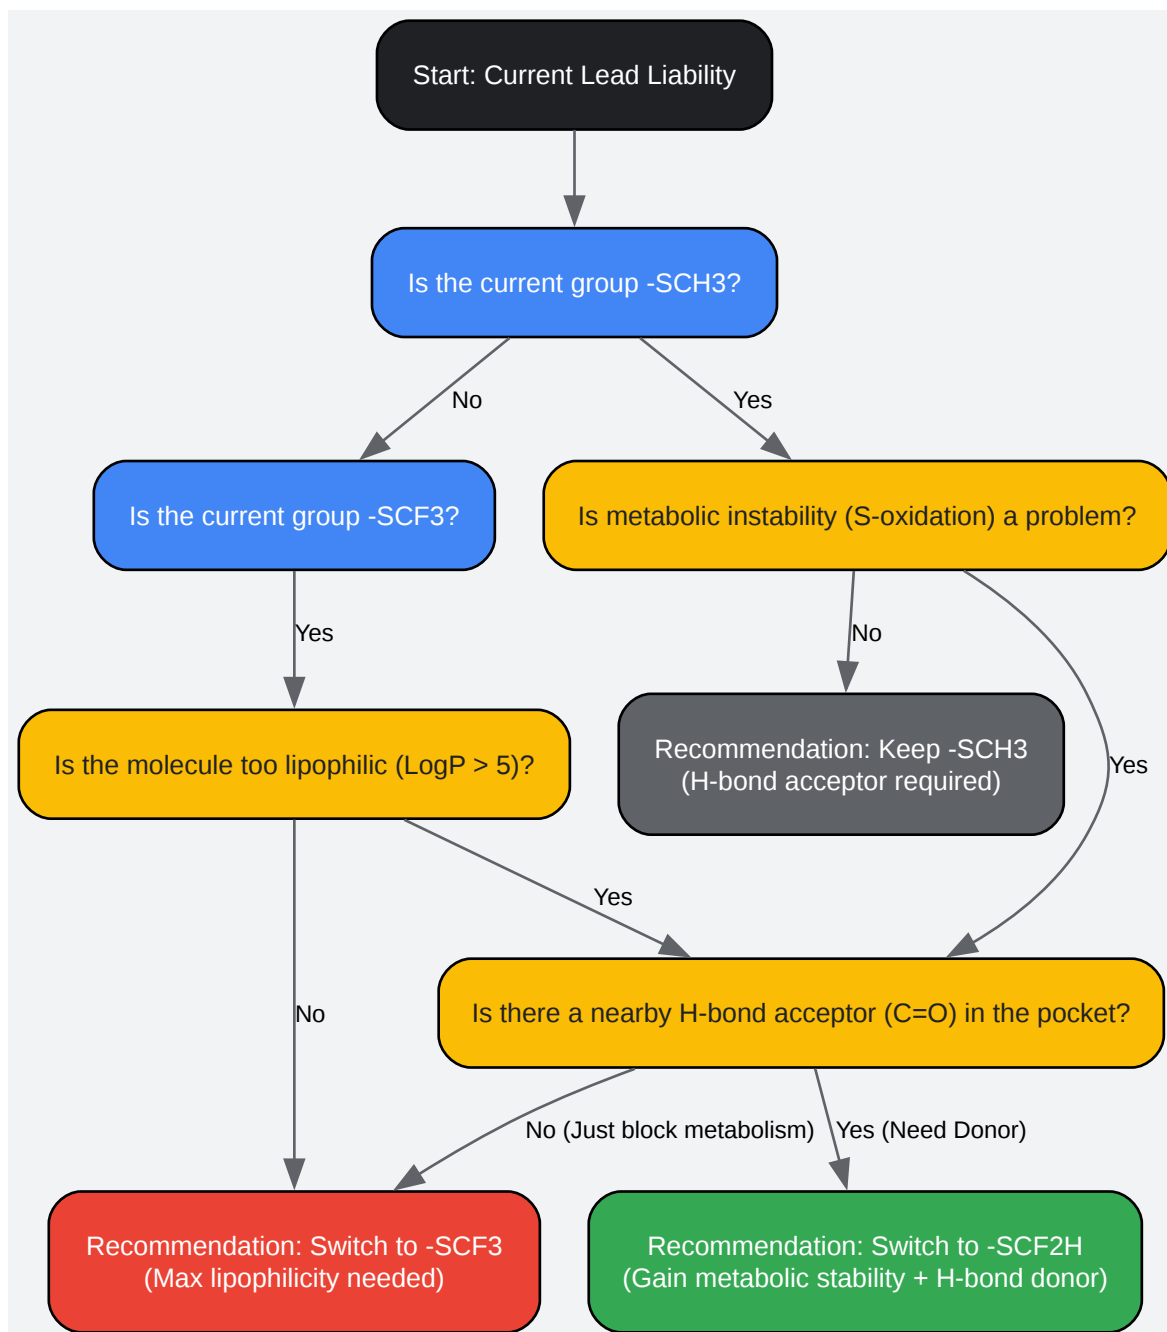 Start: Current Lead Liability
Is the current group -SCH3?
No
Yes
Is the current group -SCF3?
Is metabolic instability (S-oxidation) a problem?
Yes
No
Recommendation: Keep -SCH3
(H-bond acceptor required)
Is the molecule too lipophilic (LogP > 5)?
Yes
Yes
No
Is there a nearby H-bond acceptor (C=O) in the pocket?
No (Just block metabolism)
Yes (Need Donor)
Recommendation: Switch to -SCF3
(Max lipophilicity needed)
Recommendation: Switch to -SCF2H
(Gain metabolic stability + H-bond donor)